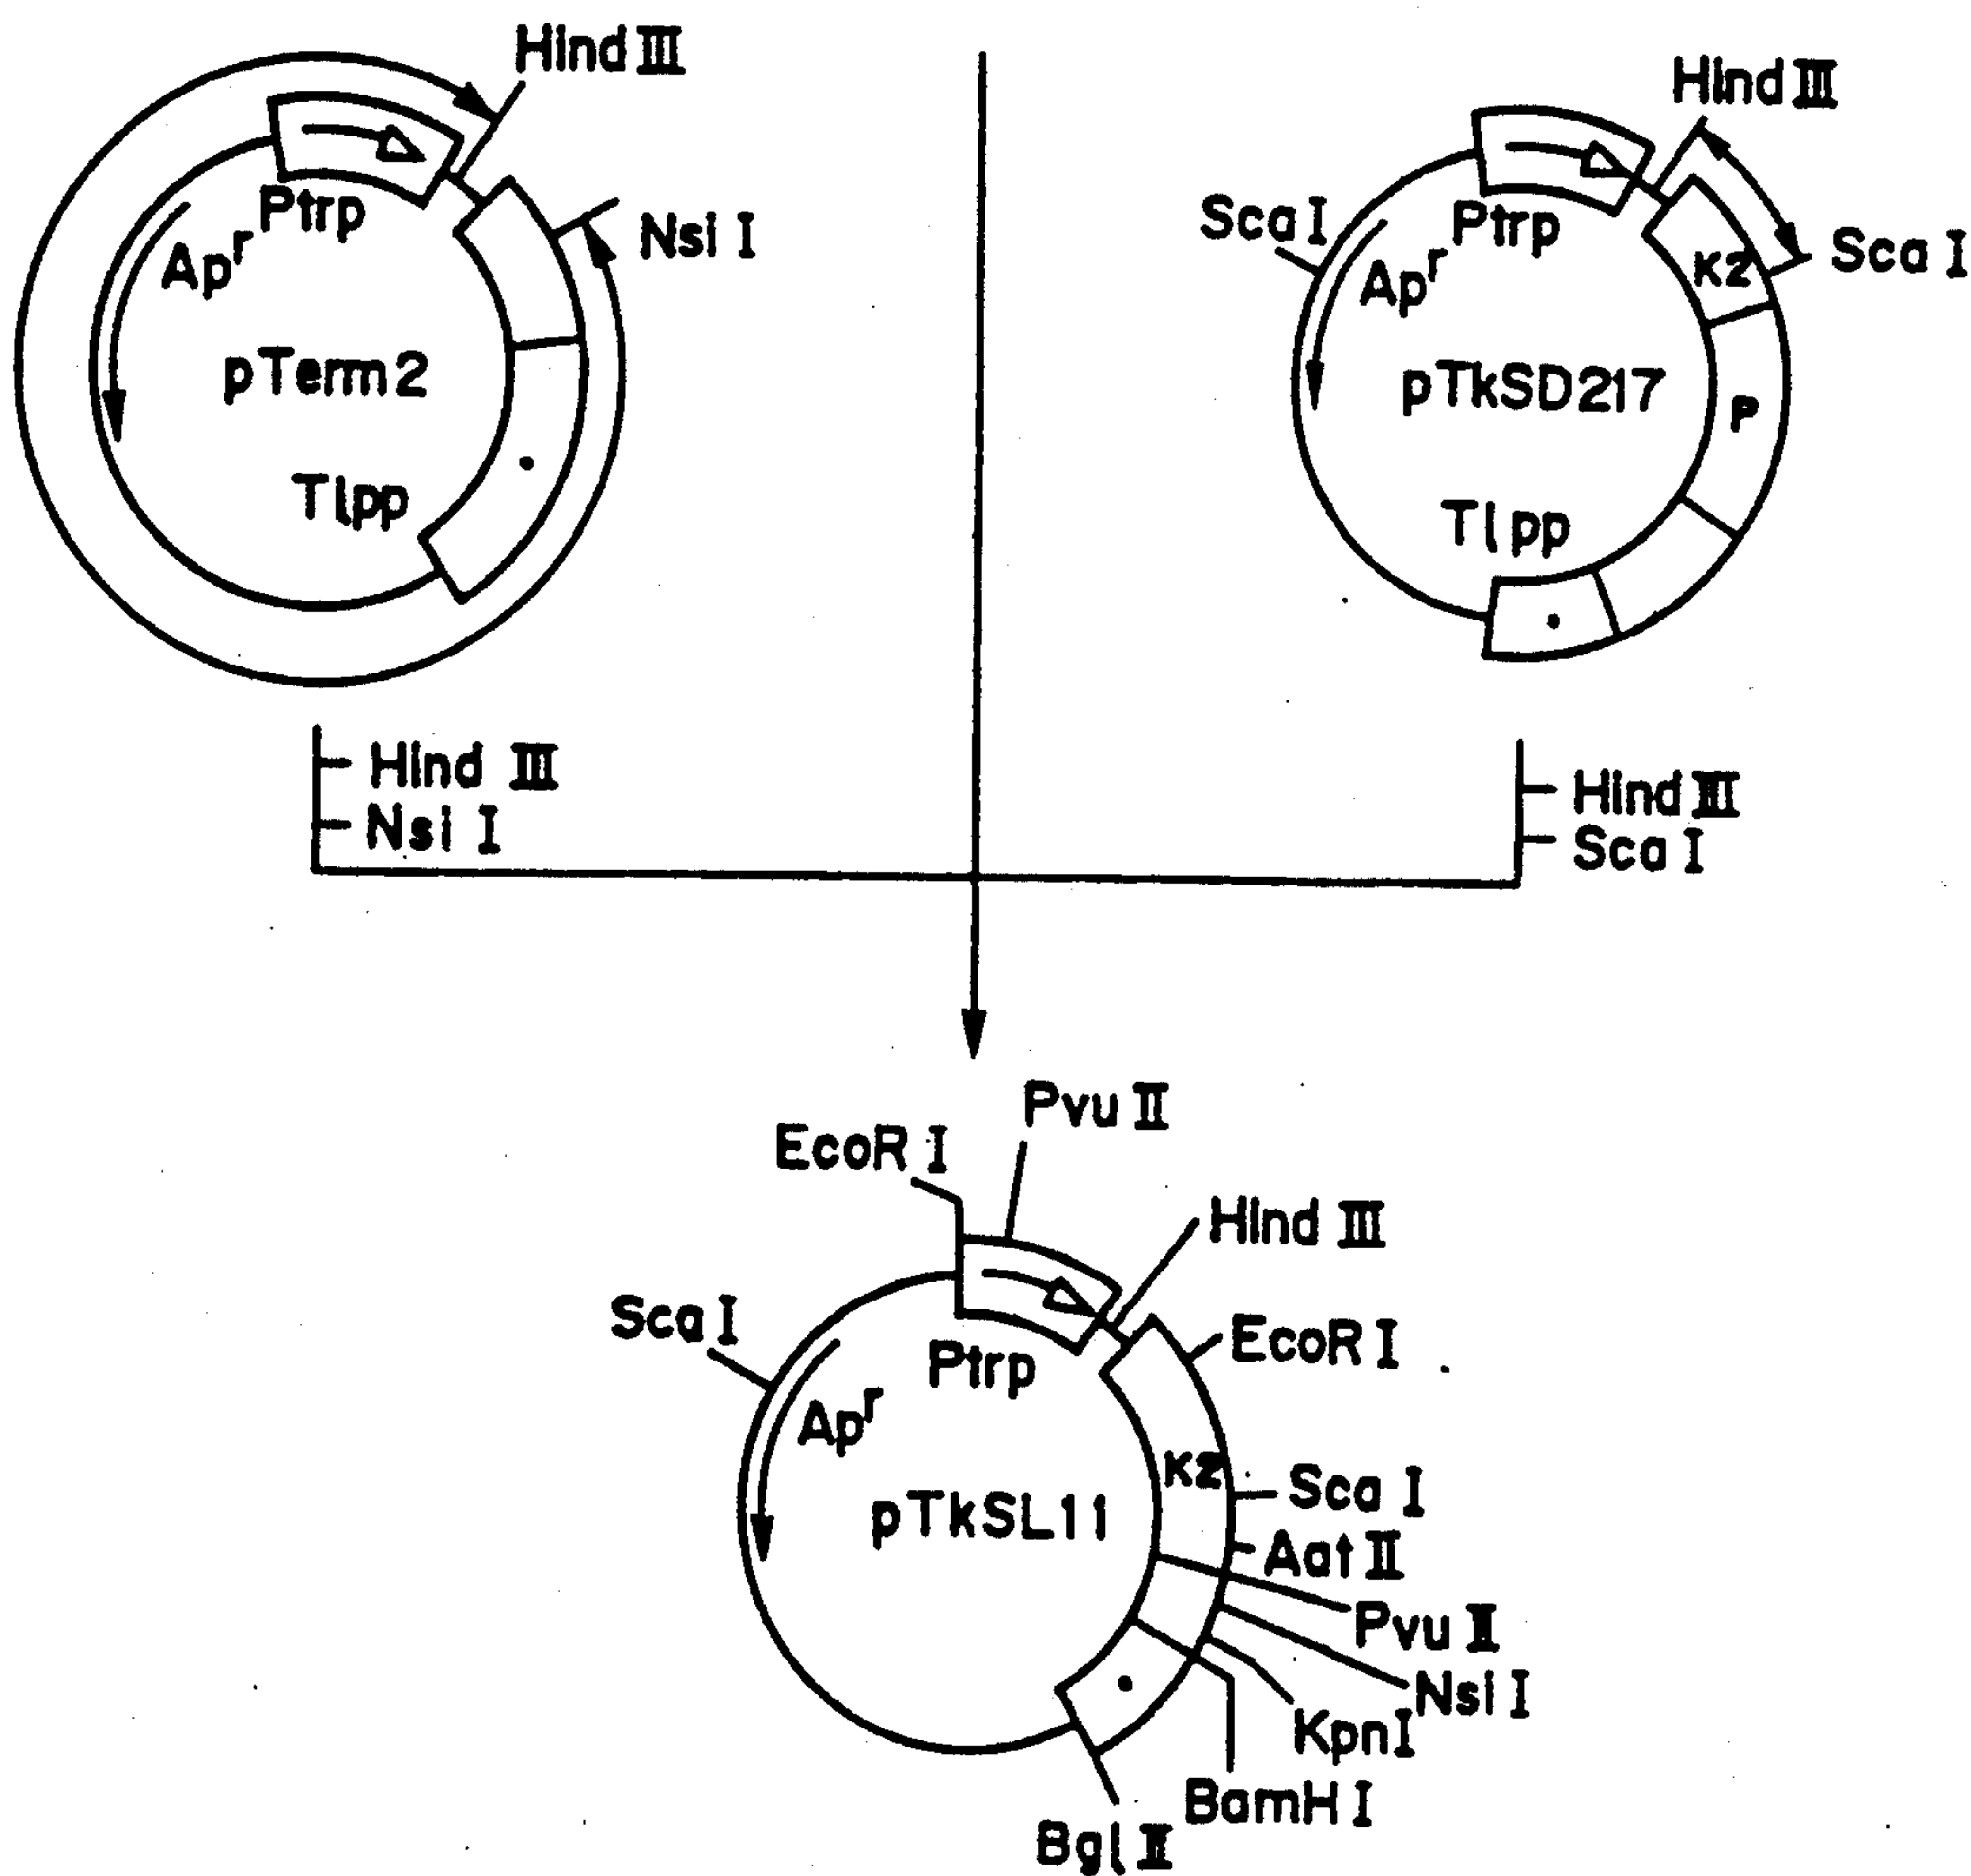 Hind III
Nsi I
Ptrp
Apʳ
pTerm2
Tlpp
Hind III
Sca I
Sca I
Ptrp
Apʳ
K2
pTkSD217
P
Tlpp
Hind III
Nsi I
Hind III
Sca I
Pvu II
EcoR I
Hind III
Sca I
EcoR I
Ptrp
Apʳ
K2
Sca I
pTkSL11
Aat II
Pvu II
Nsi I
Kpn I
BamH I
Bgl II